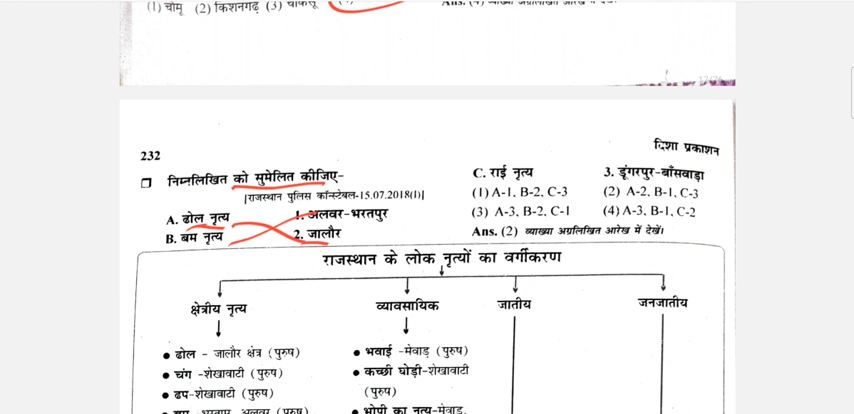 (1) चोमू (2) किशनगढ़ (3) चाकसू
232
दिशा प्रकाशन
निम्नलिखित को सुमेलित कीजिए-
|राजस्थान पुलिस कॉन्स्टेबल-15.07.2018(I)|
A. ढोल नृत्य 1. अलवर-भरतपुर
B. बम नृत्य 2. जालौर
C. राई नृत्य 3. डूंगरपुर-बाँसवाड़ा
(1) A-1, B-2, C-3 (2) A-2, B-1, C-3
(3) A-3, B-2, C-1 (4) A-3, B-1, C-2
Ans. (2) व्याख्या अग्रलिखित आरेख में देखें।
राजस्थान के लोक नृत्यों का वर्गीकरण
क्षेत्रीय नृत्य व्यावसायिक जातीय जनजातीय
● ढोल - जालौर क्षेत्र (पुरुष)
● चंग -शेखावाटी (पुरुष)
● ढप-शेखावाटी (पुरुष)
● भवाई -मेवाड़ (पुरुष)
● कच्छी घोड़ी-शेखावाटी
(पुरुष)
● भोपी का नृत्य-मेवाड़,